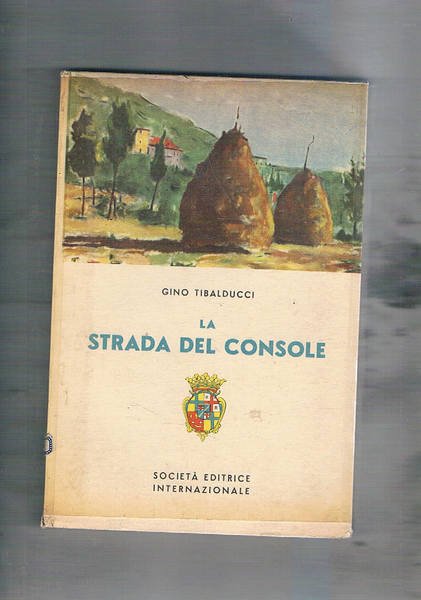 GINO TIBALDUCCI
LA
STRADA DEL CONSOLE
SOCIETÀ EDITRICE
INTERNAZIONALE